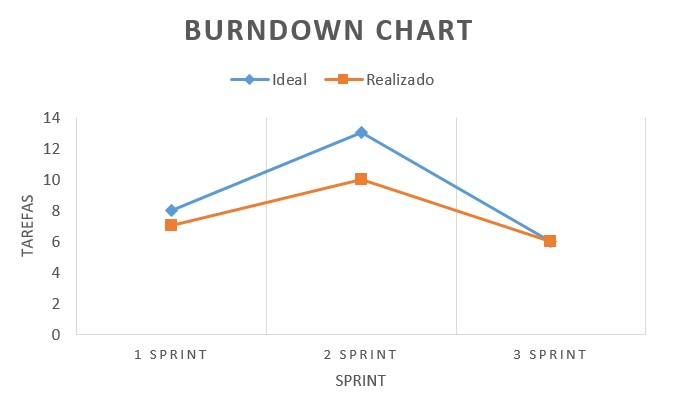 BURNDOWN CHART
Ideal Realizado
14
12
10
8
6
4
2
0
TAREFAS
1 SPRINT 2 SPRINT 3 SPRINT
SPRINT